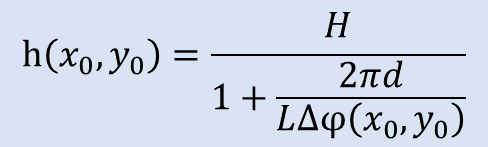 h(x₀, y₀) = H / (1 + 2πd / (LΔφ(x₀, y₀)))